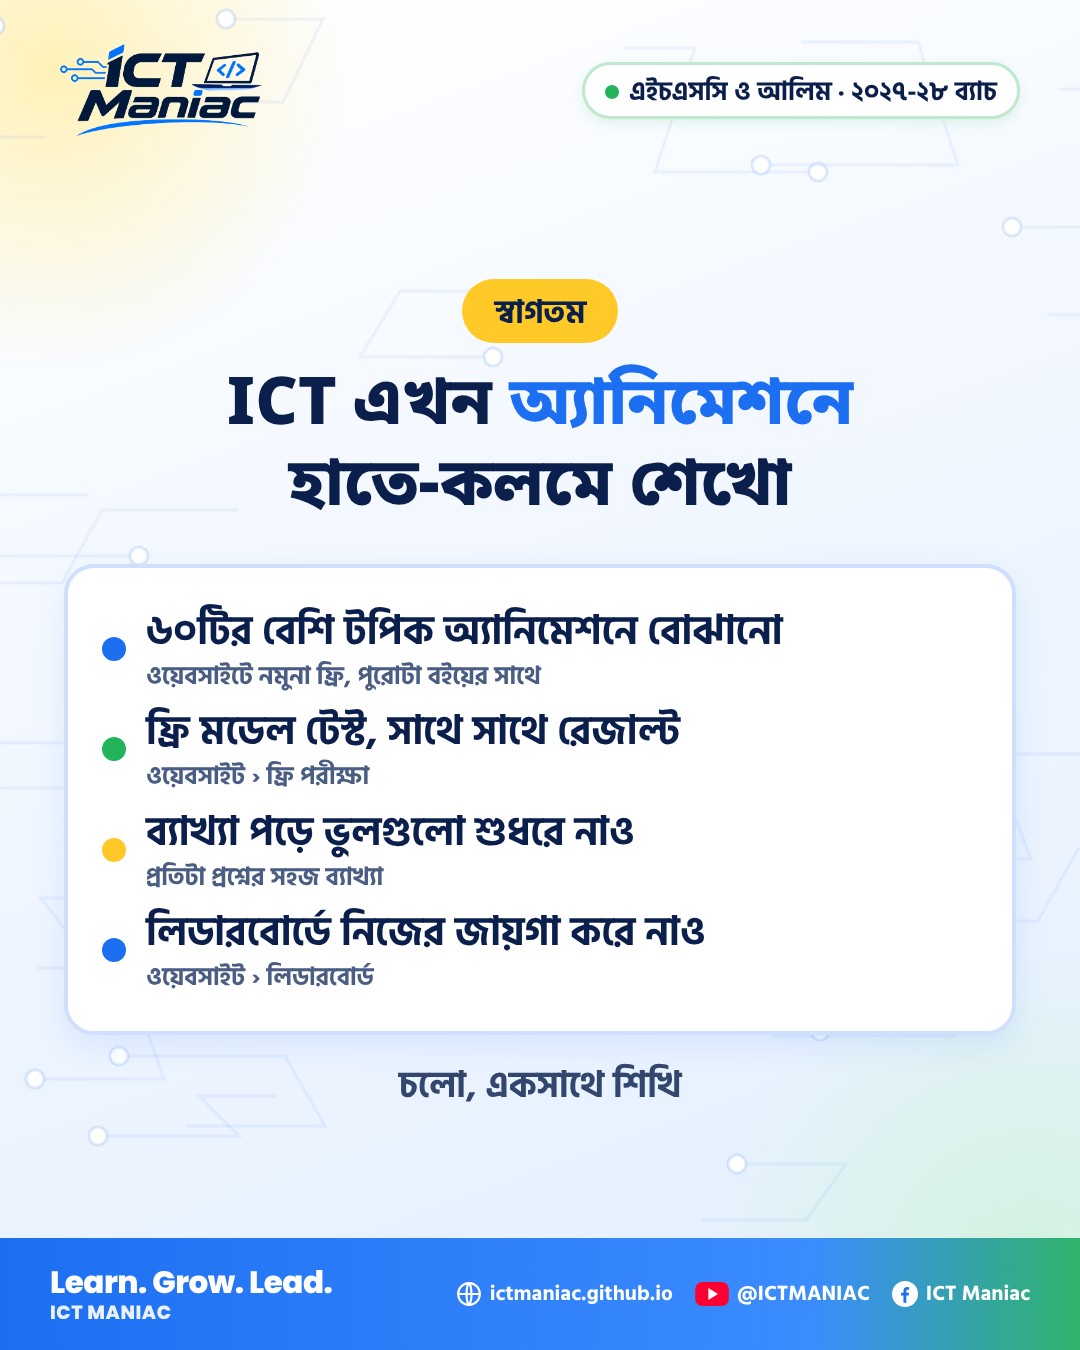 ICT
Maniac
এইচএসসি ও আলিম · ২০২৭-২৮ ব্যাচ
স্বাগতম
ICT এখন অ্যানিমেশনে
হাতে-কলমে শেখো
৬০টির বেশি টপিক অ্যানিমেশনে বোঝানো
ওয়েবসাইটে নমুনা ফ্রি, পুরোটা বইয়ের সাথে
ফ্রি মডেল টেস্ট, সাথে সাথে রেজাল্ট
ওয়েবসাইট › ফ্রি পরীক্ষা
ব্যাখ্যা পড়ে ভুলগুলো শুধরে নাও
প্রতিটা প্রশ্নের সহজ ব্যাখ্যা
লিডারবোর্ডে নিজের জায়গা করে নাও
ওয়েবসাইট › লিডারবোর্ড
চলো, একসাথে শিখি
Learn. Grow. Lead.
ICT MANIAC
ictmaniac.github.io @ICTMANIAC ICT Maniac